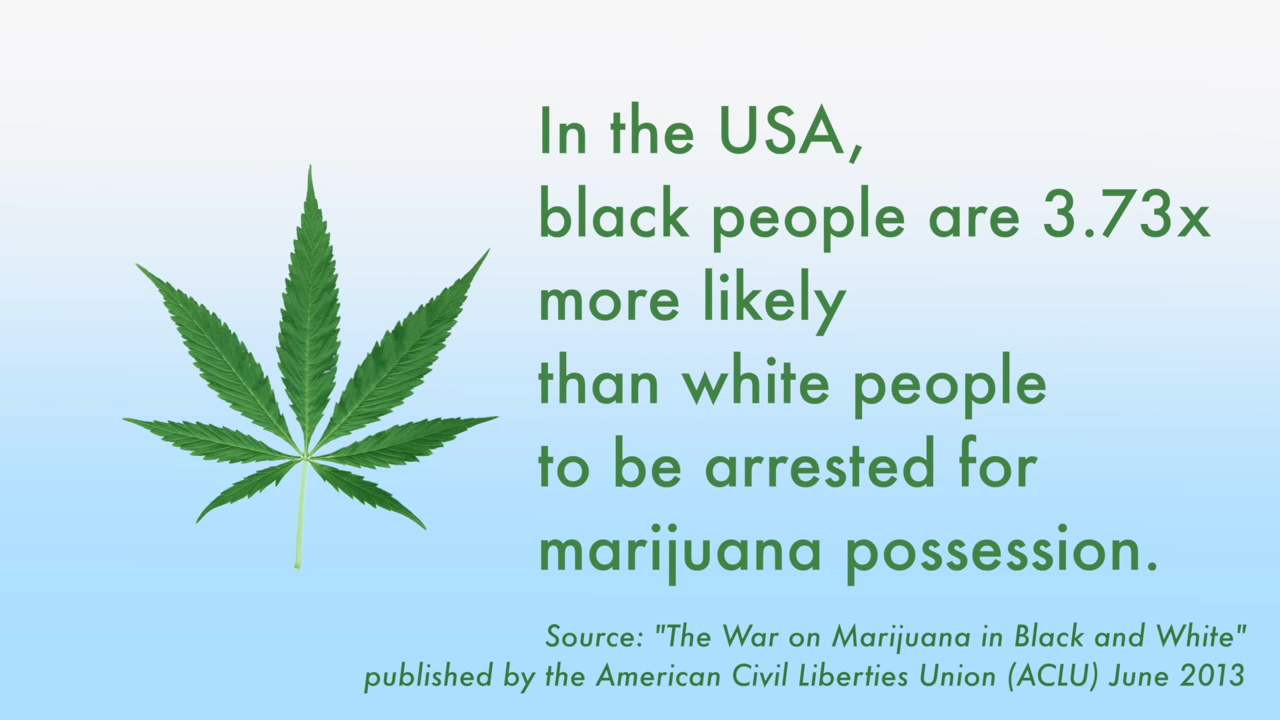 In the USA,
black people are 3.73x
more likely
than white people
to be arrested for
marijuana possession.
Source: "The War on Marijuana in Black and White"
published by the American Civil Liberties Union (ACLU) June 2013